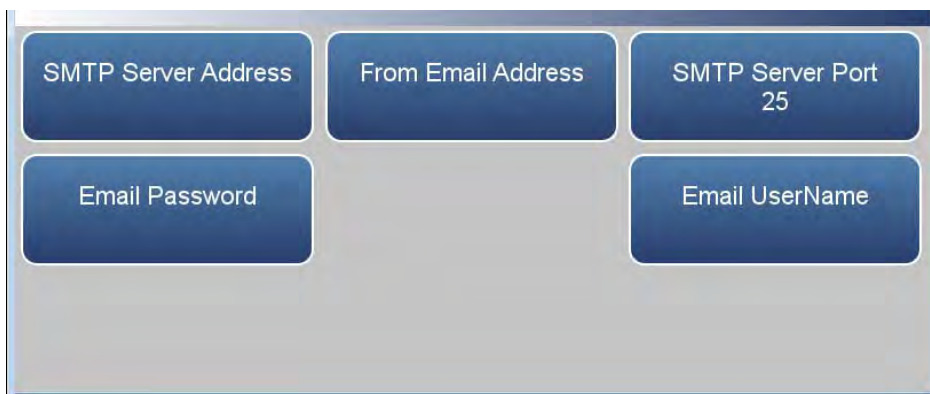 SMTP Server Address
From Email Address
SMTP Server Port
25
Email Password
Email UserName